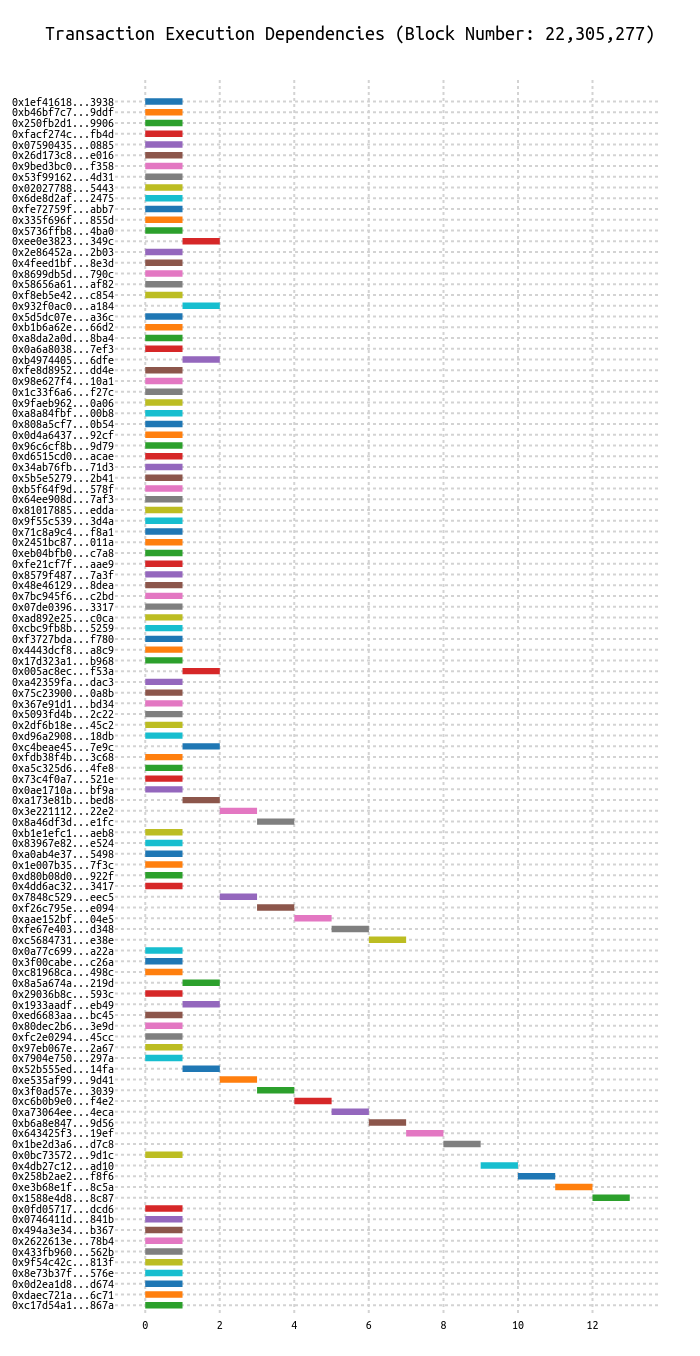 Transaction Execution Dependencies (Block Number: 22,305,277)
0x1ef41618...3938
0xb46bf7c7...9ddf
0x250fb2d1...9906
0xfacf274c...fb4d
0x07590435...0885
0x26d173c8...e016
0x9bed3bc0...f358
0x53f99162...4d31
0x02027788...5443
0x6de8d2af...2475
0xfe72759f...abb7
0x335f696f...855d
0x5736ffb8...4ba0
0xee0e3823...349c
0x2e86452a...2b03
0x4feed1bf...8e3d
0x8699db5d...790c
0x58656a61...af82
0xf8eb5e42...c854
0x932f0ac0...a184
0x5d5dc07e...a36c
0xb1b6a62e...66d2
0xa8da2a0d...8ba4
0x0a6a8038...7ef3
0xb4974405...6dfe
0xfe8d8952...dd4e
0x98e627f4...10a1
0x1c33f6a6...f27c
0x9faeb962...0a06
0xa8a84fbf...00b8
0x808a5cf7...0b54
0x0d4a6437...92cf
0x96c6cf8b...9d79
0xd6515cd0...acae
0x34ab76fb...71d3
0x5b5e5279...2b41
0xb5f64f9d...578f
0x64ee908d...7af3
0x81017885...edda
0x9f55c539...3d4a
0x71c8a9c4...f8a1
0x2451bc87...011a
0xeb04bfb0...c7a8
0xfe21cf7f...aae9
0x8579f487...7a3f
0x48e46129...8dea
0x7bc945f6...c2bd
0x07de0396...3317
0xad892e25...c0ca
0xcbc9fb8b...5259
0xf3727bda...f780
0x4443dcf8...a8c9
0x17d323a1...b968
0x005ac8ec...f53a
0xa42359fa...dac3
0x75c23900...0a8b
0x367e91d1...bd34
0x5093fd4b...2c22
0x2df6b18e...45c2
0xd96a2908...18db
0xc4beae45...7e9c
0xfdb38f4b...3c68
0xa5c325d6...4fe8
0x73c4f0a7...521e
0x0ae1710a...bf9a
0xa173e81b...bed8
0x3e221112...22e2
0x8a46df3d...e1fc
0xb1e1efc1...aeb8
0x83967e82...e524
0xa0ab4e37...5498
0x1e007b35...7f3c
0xd80b08d0...922f
0x4dd6ac32...3417
0x7848c529...eec5
0xf26c795e...e094
0xaae152bf...04e5
0xfe67e403...d348
0xc5684731...e38e
0x0a77c699...a22a
0x3f00cabe...c26a
0xc81968ca...498c
0x8a5a674a...219d
0x29036b8c...593c
0x1933aadf...eb49
0xed6683aa...bc45
0x80dec2b6...3e9d
0xfc2e0294...45cc
0x97eb067e...2a67
0x7904e750...297a
0x52b555ed...14fa
0xe535af99...9d41
0x3f0ad57e...3039
0xc6b0b9e0...f4e2
0xa73064ee...4eca
0xb6a8e847...9d56
0x643425f3...19ef
0x1be2d3a6...d7c8
0x0bc73572...9d1c
0x4db27c12...ad10
0x258b2ae2...f8f6
0xe3b68e1f...8c5a
0x1588e4d8...8c87
0x0fd05717...dcd6
0x0746411d...841b
0x494a3e34...b367
0x2622613e...78b4
0x433fb960...562b
0x9f54c42c...813f
0x8e73b37f...576e
0x0d2ea1d8...d674
0xdaec721a...6c71
0xc17d54a1...867a
0 2 4 6 8 10 12